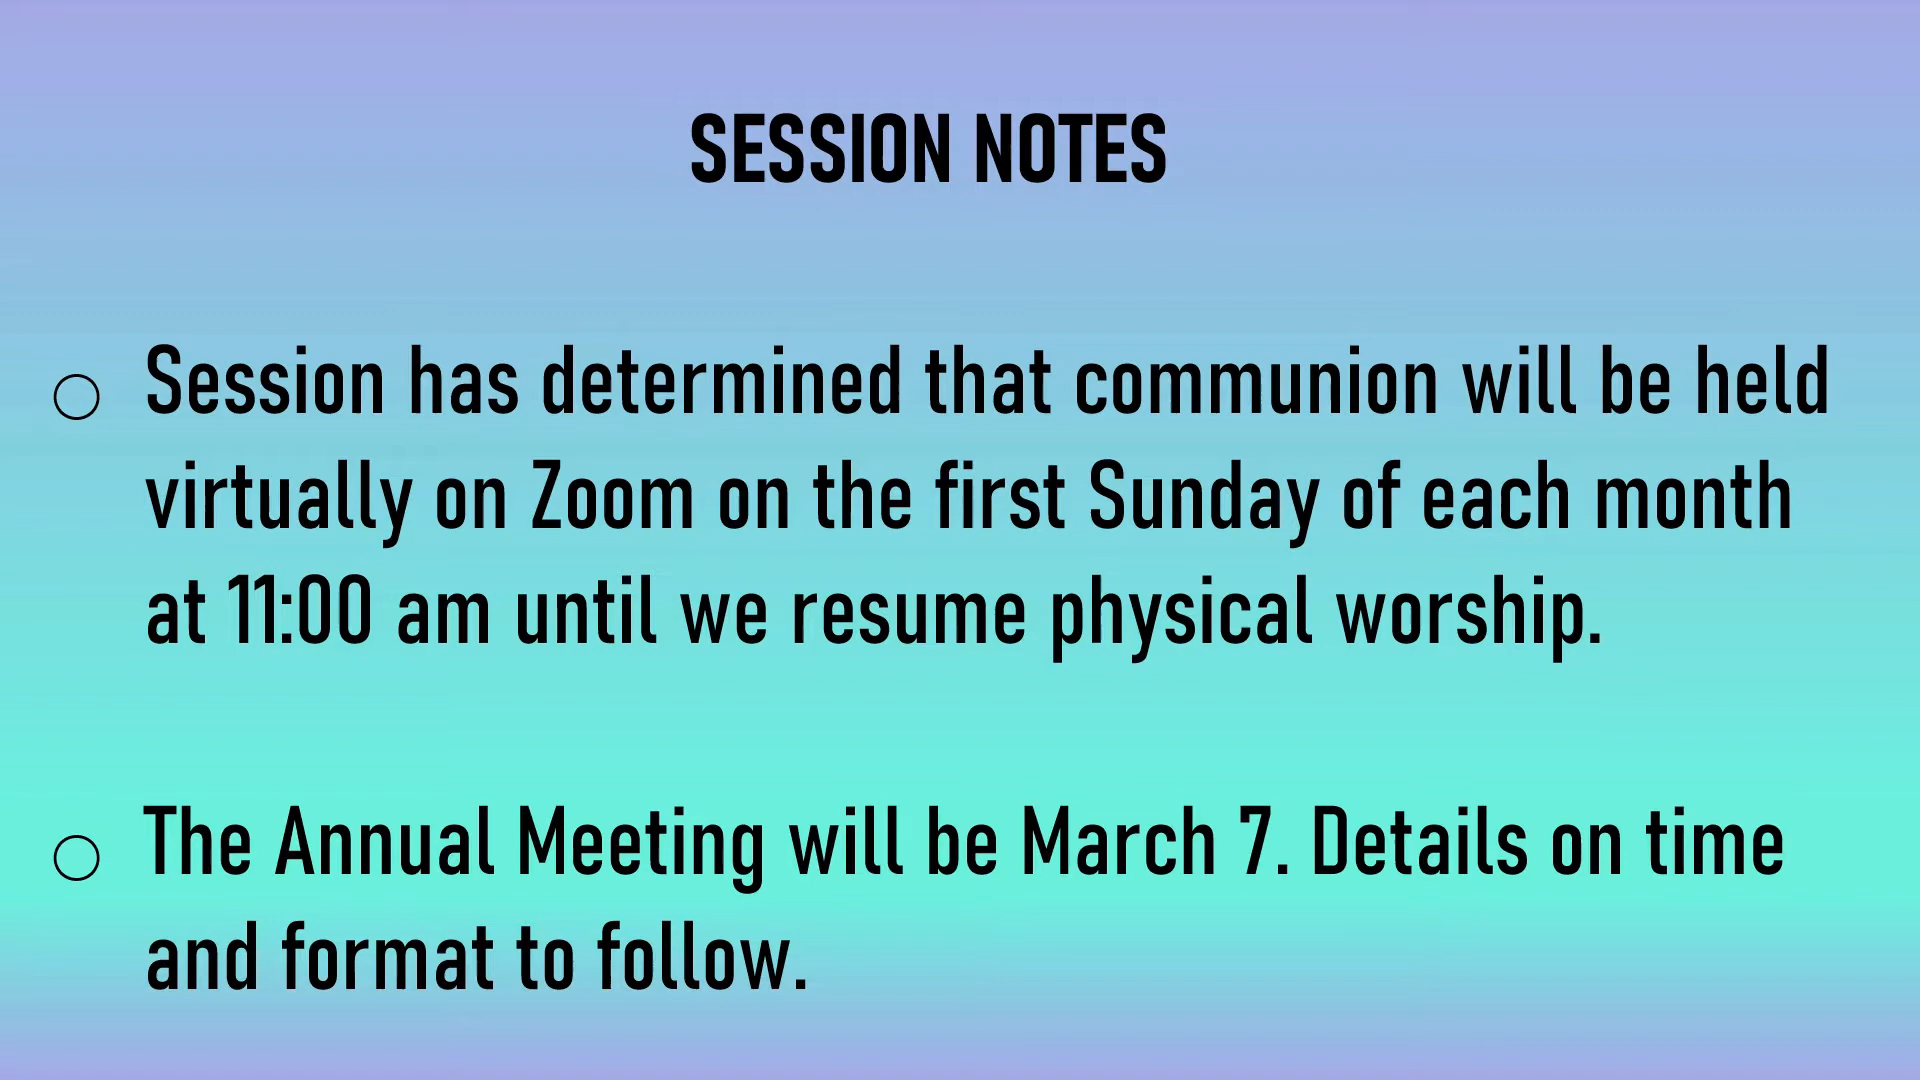 SESSION NOTES
○ Session has determined that communion will be held
virtually on Zoom on the first Sunday of each month
at 11:00 am until we resume physical worship.
○ The Annual Meeting will be March 7. Details on time
and format to follow.